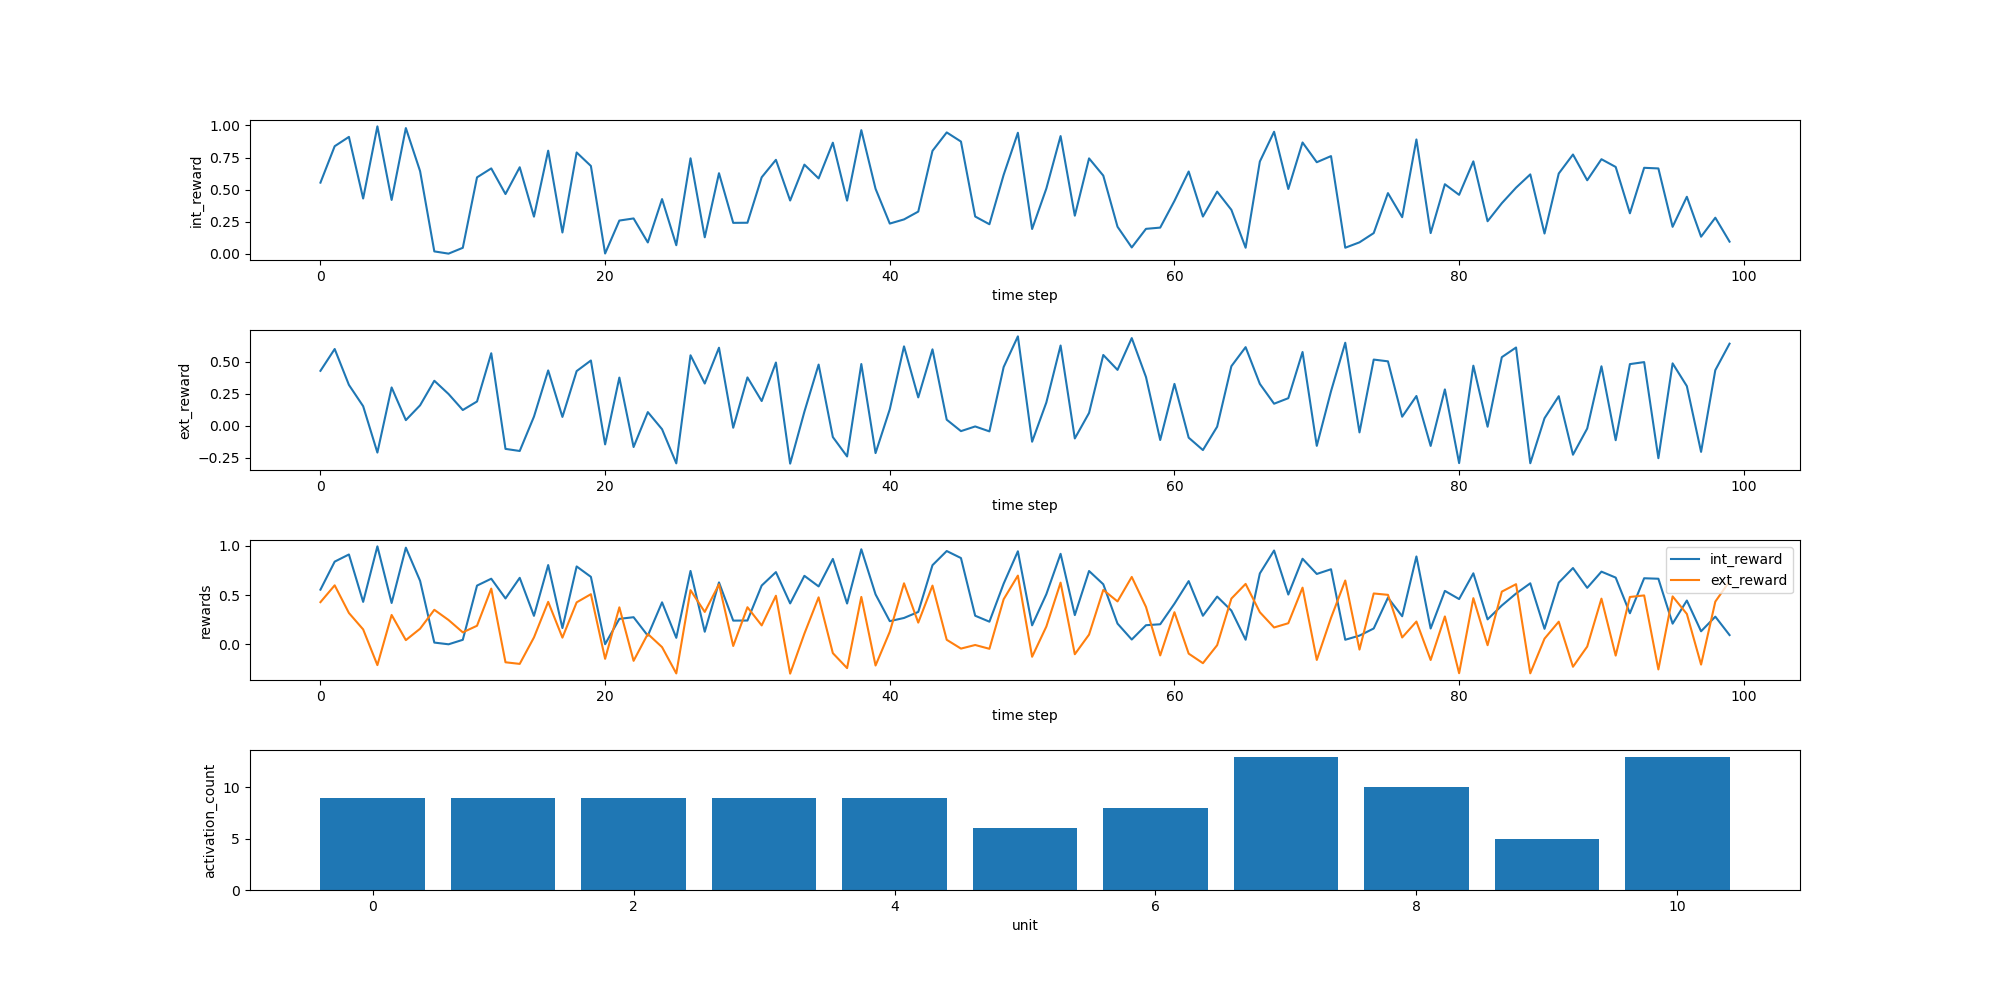 1.00
0.75
0.50
0.25
0.00
int_reward
0 20 40 60 80 100
time step
0.50
0.25
0.00
−0.25
ext_reward
0 20 40 60 80 100
time step
1.0
0.5
0.0
rewards
int_reward
ext_reward
0 20 40 60 80 100
time step
10
5
0
activation_count
0 2 4 6 8 10
unit